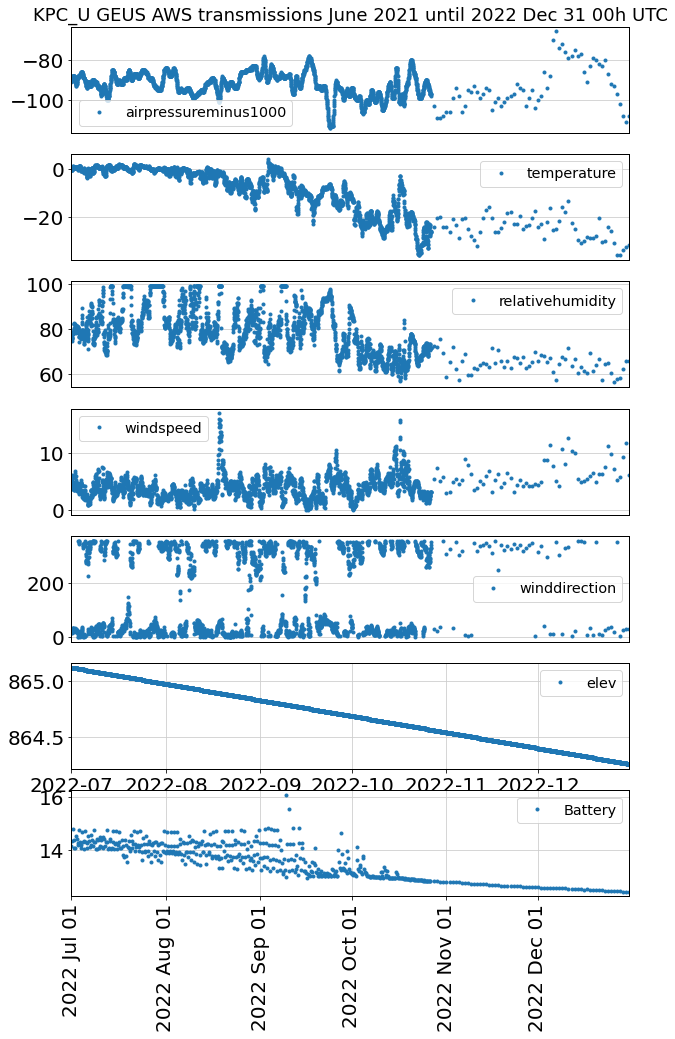 KPC_U GEUS AWS transmissions June 2021 until 2022 Dec 31 00h UTC
−80
−100
airpressureminus1000
0
−20
temperature
100
80
60
relativehumidity
10
0
windspeed
200
0
winddirection
865.0
864.5
elev
2022-07 2022-08 2022-09 2022-10 2022-11 2022-12
16
14
Battery
2022 Jul 01
2022 Aug 01
2022 Sep 01
2022 Oct 01
2022 Nov 01
2022 Dec 01